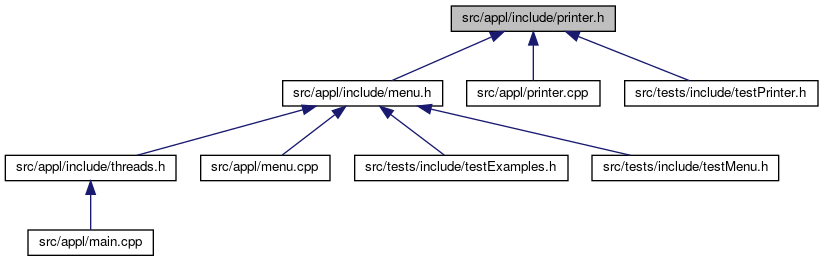 src/appl/include/printer.h
src/appl/include/menu.h
src/appl/printer.cpp
src/tests/include/testPrinter.h
src/appl/include/threads.h
src/appl/menu.cpp
src/tests/include/testExamples.h
src/tests/include/testMenu.h
src/appl/main.cpp